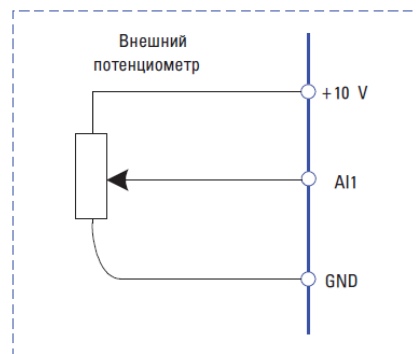 Внешний
потенциометр
+10 V
AI1
GND